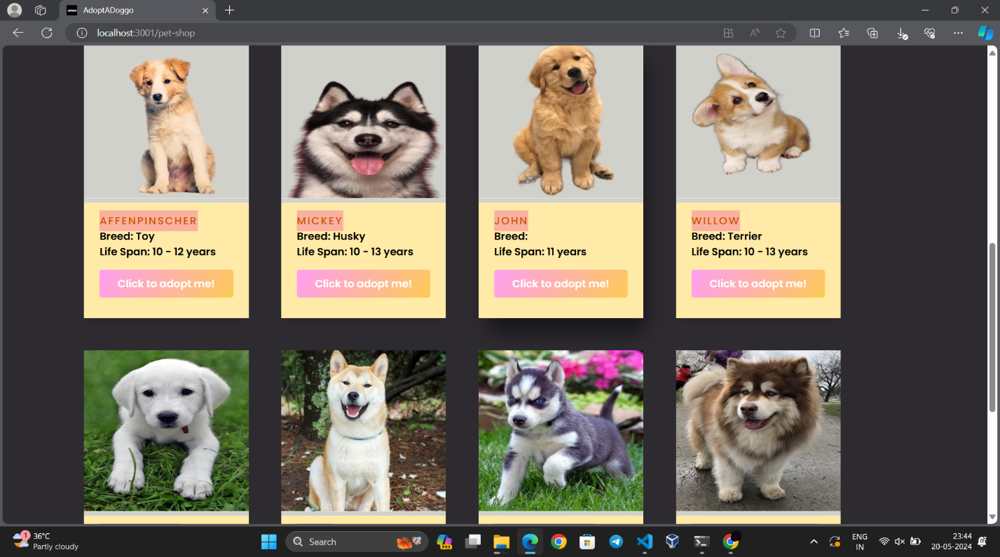 AdoptADoggo
localhost:3001/pet-shop
AFFENPINSCHER
Breed: Toy
Life Span: 10 - 12 years
Click to adopt me!
MICKEY
Breed: Husky
Life Span: 10 - 13 years
Click to adopt me!
JOHN
Breed:
Life Span: 11 years
Click to adopt me!
WILLOW
Breed: Terrier
Life Span: 10 - 13 years
Click to adopt me!
1
36°C
Partly cloudy
Search
PRE
ENG
IN
23:44
20-05-2024